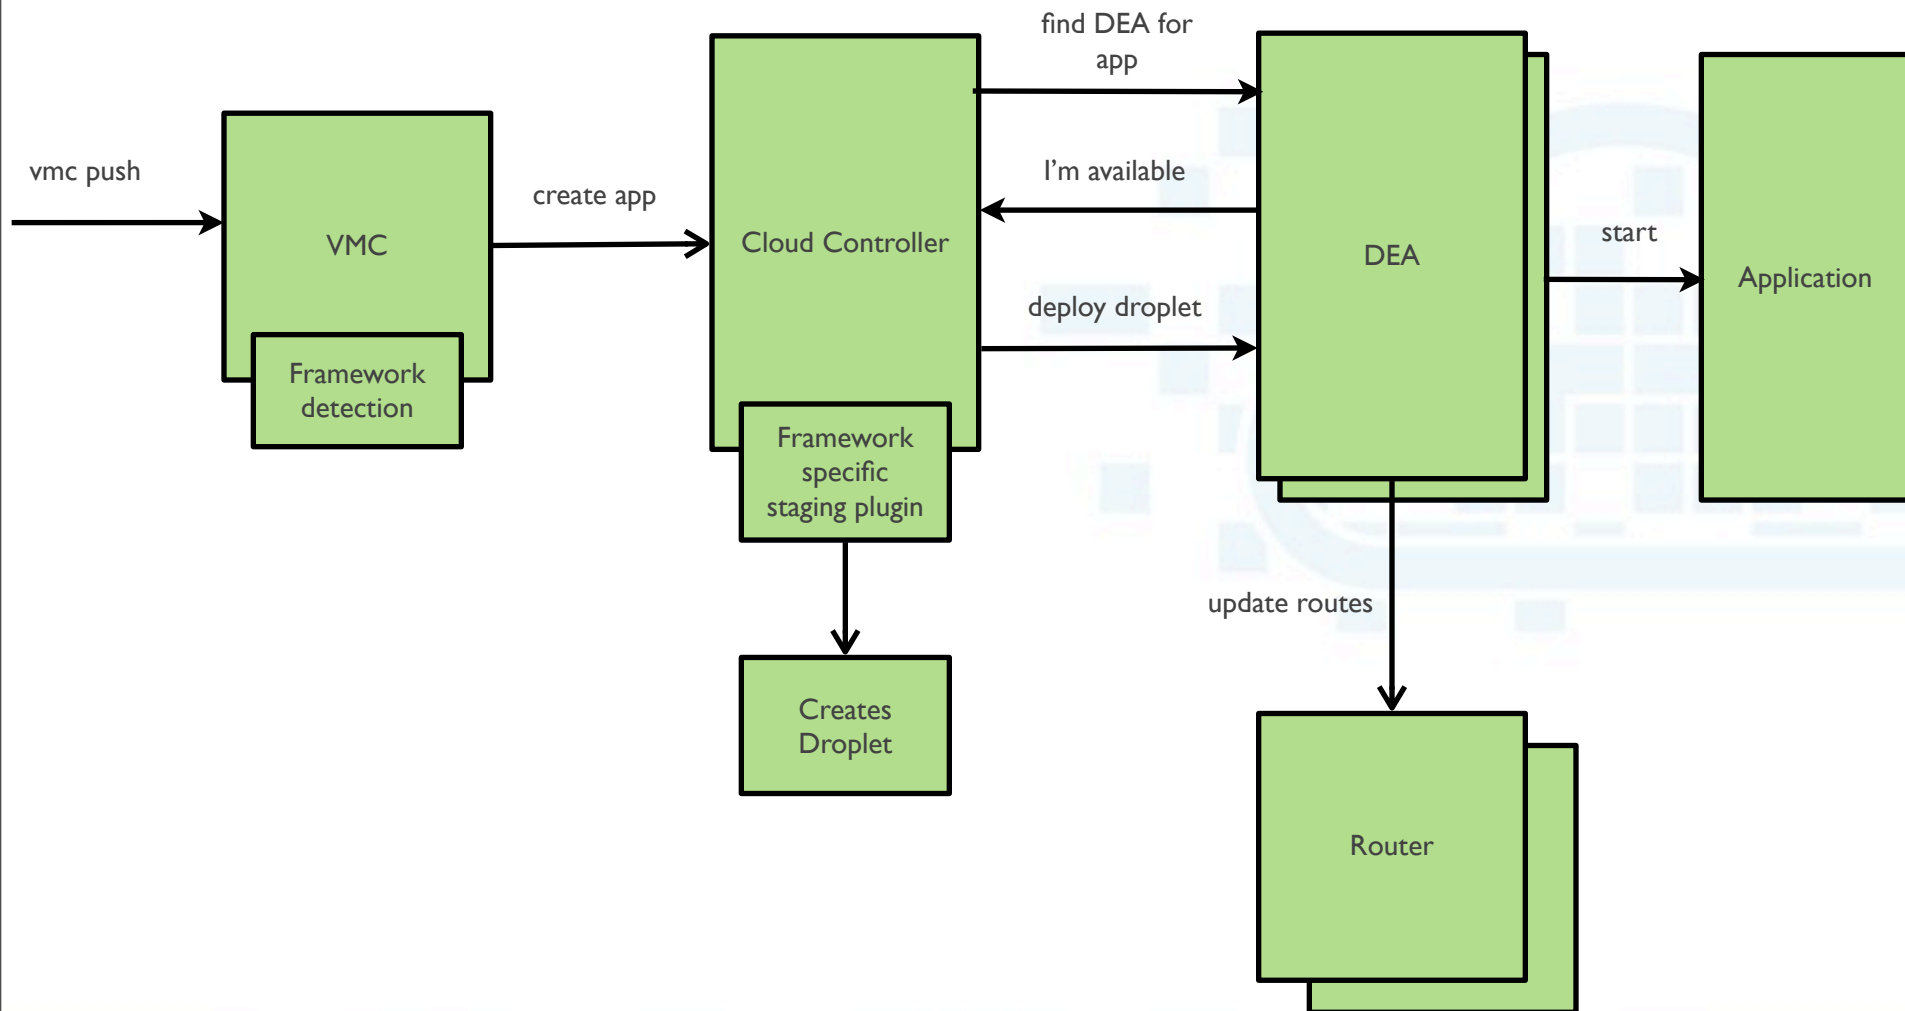 vmc push
VMC
Framework
detection
create app
Cloud Controller
Framework
specific
staging plugin
Creates
Droplet
find DEA for
app
I'm available
deploy droplet
DEA
start
Application
update routes
Router